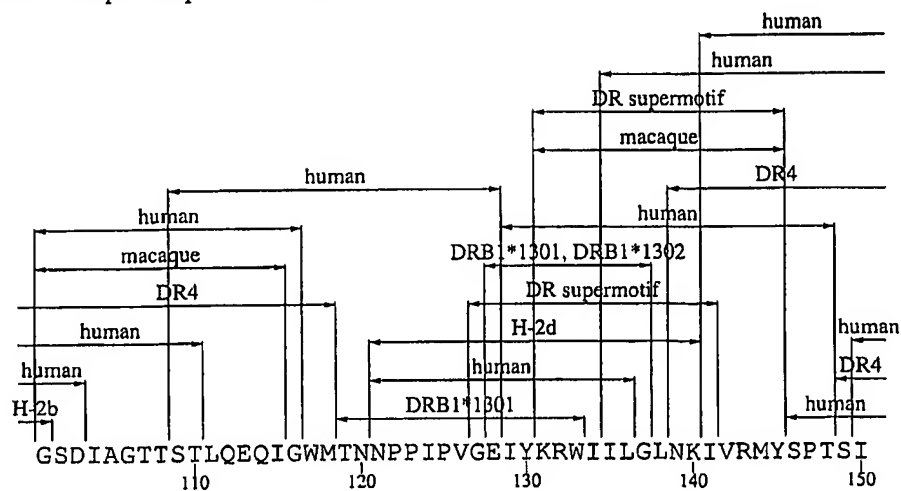 human
human
DR supermotif
macaque
human
DR4
human
human
DRB1*1301, DRB1*1302
macaque
DR4
DR supermotif
H-2d
human
human
human
human
DR4
H-2b
DRB1*1301
human
GSDIAGTTSTLQEQIGWMTNNPPIPVGEIYKRWIILGLNKIVRMYSPTSI
110
120
130
140
150